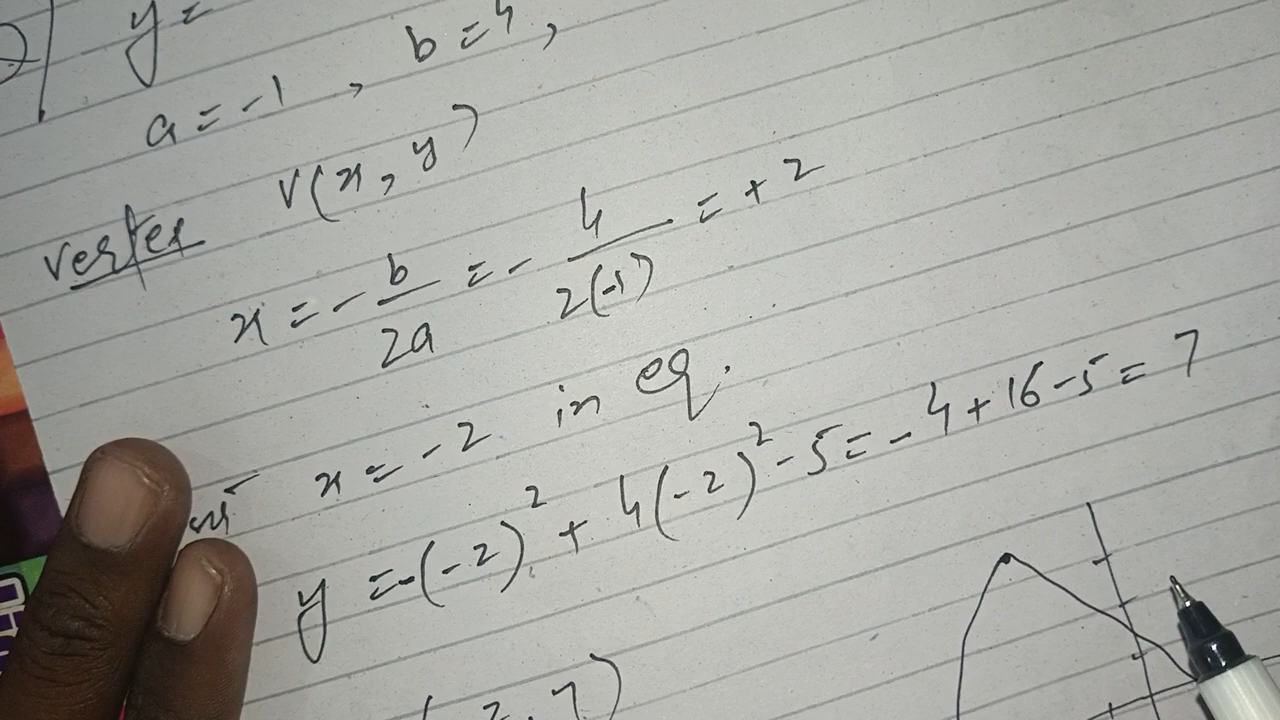 y =
a = -1 , b = 4 ,
vertex V(x, y)
x = - b/2a = - 4/2(-1) = + 2
x = -2 in eq.
y = -(-2)² + 4(-2)² - 5 = -4 + 16 - 5 = 7
7)